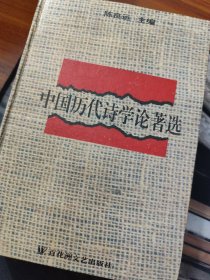 陈良运 主编
中国历代诗学论著选
百花洲文艺出版社